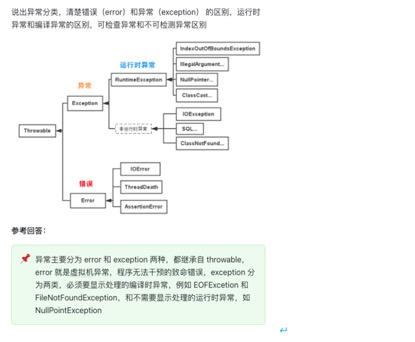 说出异常分类，清楚错误（error）和异常（exception） 的区别，运行时
异常和编译异常的区别，可检查异常和不可检测异常区别
IndexOutOfBoundsException
运行时异常
IllegalArgument...
异常
RuntimeException
NullPointer...
ClassCast...
Exception
IOException
Throwable
非运行时异常
SQL...
ClassNotFound...
错误
IOError
ThreadDeath
Error
AssertionError
参考回答：
异常主要分为 error 和 exception 两种，都继承自 throwable，
error 就是虚拟机异常，程序无法干预的致命错误，exception 分
为两类，必须要显示处理的编译时异常，例如 EOFExcetion 和
FileNotFoundException，和不需要显示处理的运行时异常，如
NullPointException